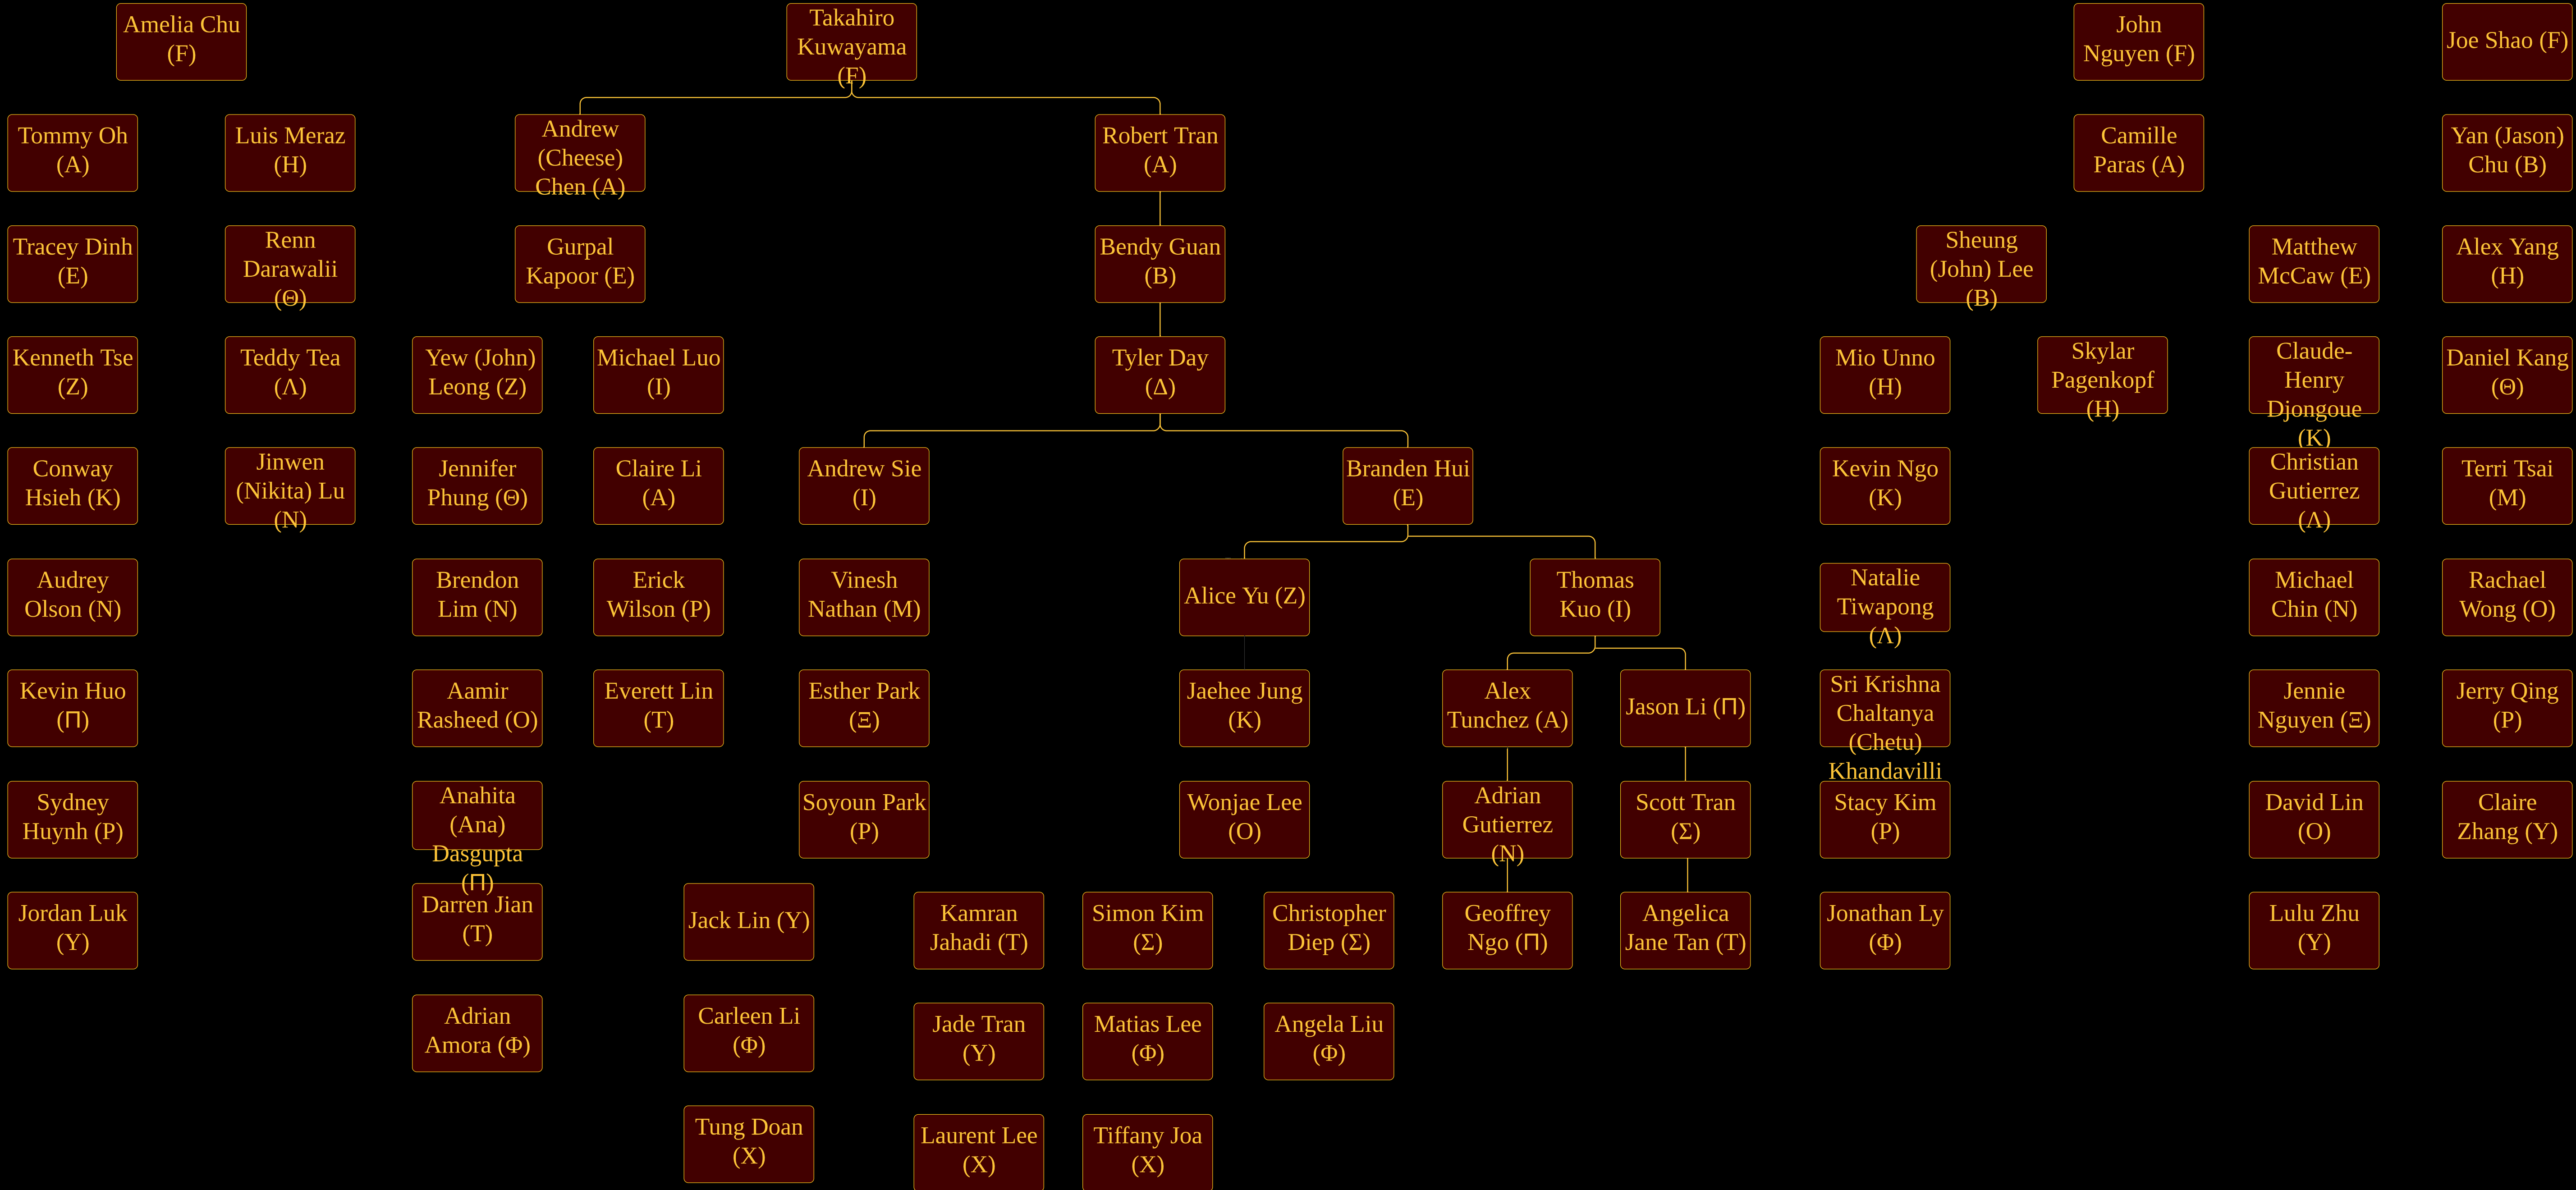 Amelia Chu
(F)
Takahiro
Kuwayama
(F)
John
Nguyen (F)
Joe Shao (F)
Tommy Oh
(A)
Luis Meraz
(H)
Andrew
(Cheese)
Chen (A)
Robert Tran
(A)
Camille
Paras (A)
Yan (Jason)
Chu (B)
Tracey Dinh
(E)
Renn
Darawalii
(Θ)
Gurpal
Kapoor (E)
Bendy Guan
(B)
Sheung
(John) Lee
(B)
Matthew
McCaw (E)
Alex Yang
(H)
Kenneth Tse
(Z)
Teddy Tea
(Λ)
Yew (John)
Leong (Z)
Michael Luo
(I)
Tyler Day
(Δ)
Mio Unno
(H)
Skylar
Pagenkopf
(H)
Claude-
Henry
Djongoue
(K)
Daniel Kang
(Θ)
Conway
Hsieh (K)
Jinwen
(Nikita) Lu
(N)
Jennifer
Phung (Θ)
Claire Li
(A)
Andrew Sie
(I)
Branden Hui
(E)
Kevin Ngo
(K)
Christian
Gutierrez
(Λ)
Terri Tsai
(M)
Audrey
Olson (N)
Brendon
Lim (N)
Erick
Wilson (P)
Vinesh
Nathan (M)
Alice Yu (Z)
Thomas
Kuo (I)
Natalie
Tiwapong
(Λ)
Michael
Chin (N)
Rachael
Wong (O)
Kevin Huo
(Π)
Aamir
Rasheed (O)
Everett Lin
(T)
Esther Park
(Ξ)
Jaehee Jung
(K)
Alex
Tunchez (A)
Jason Li (Π)
Sri Krishna
Chaltanya
(Chetu)
Khandavilli
Jennie
Nguyen (Ξ)
Jerry Qing
(P)
Sydney
Huynh (P)
Anahita
(Ana)
Dasgupta
(Π)
Soyoun Park
(P)
Wonjae Lee
(O)
Adrian
Gutierrez
(N)
Scott Tran
(Σ)
Stacy Kim
(P)
David Lin
(O)
Claire
Zhang (Y)
Jordan Luk
(Y)
Darren Jian
(T)
Jack Lin (Y)
Kamran
Jahadi (T)
Simon Kim
(Σ)
Christopher
Diep (Σ)
Geoffrey
Ngo (Π)
Angelica
Jane Tan (T)
Jonathan Ly
(Φ)
Lulu Zhu
(Y)
Adrian
Amora (Φ)
Carleen Li
(Φ)
Jade Tran
(Y)
Matias Lee
(Φ)
Angela Liu
(Φ)
Tung Doan
(X)
Laurent Lee
(X)
Tiffany Joa
(X)